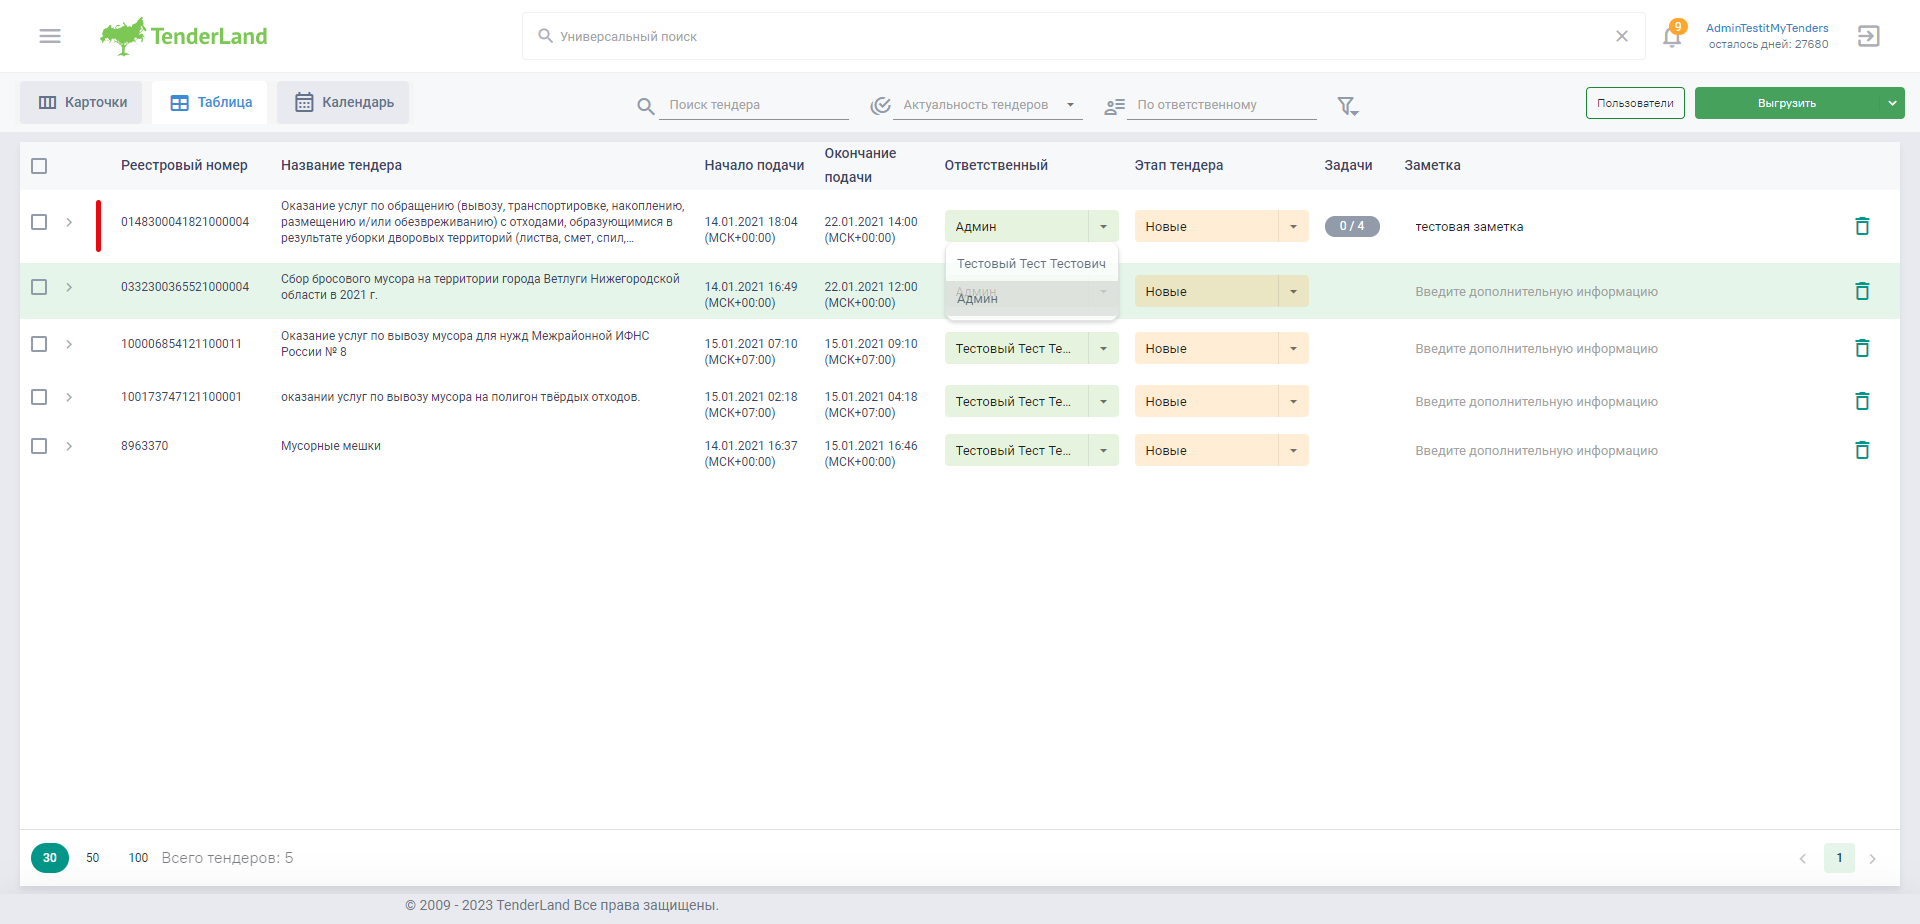 TenderLand
Универсальный поиск
9
AdminTestitMyTenders
осталось дней: 27680
Карточки
Таблица
Календарь
Поиск тендера
Актуальность тендеров
По ответственному
Пользователи
Выгрузить
Реестровый номер
Название тендера
Начало подачи
Окончание
подачи
Ответственный
Этап тендера
Задачи
Заметка
0148300041821000004
Оказание услуг по обращению (вывозу, транспортировке, накоплению,
размещению и/или обезвреживанию) с отходами, образующимися в
результате уборки дворовых территорий (листва, смет, спил,...
14.01.2021 18:04
(МСК+00:00)
22.01.2021 14:00
(МСК+00:00)
Админ
Новые
0 / 4
тестовая заметка
Тестовый Тест Тестович
Админ
0332300365521000004
Сбор бросового мусора на территории города Ветлуги Нижегородской
области в 2021 г.
14.01.2021 16:49
(МСК+00:00)
22.01.2021 12:00
(МСК+00:00)
Админ
Новые
Введите дополнительную информацию
100006854121100011
Оказание услуг по вывозу мусора для нужд Межрайонной ИФНС
России № 8
15.01.2021 07:10
(МСК+07:00)
15.01.2021 09:10
(МСК+07:00)
Тестовый Тест Те...
Новые
Введите дополнительную информацию
100173747121100001
оказании услуг по вывозу мусора на полигон твёрдых отходов.
15.01.2021 02:18
(МСК+07:00)
15.01.2021 04:18
(МСК+07:00)
Тестовый Тест Те...
Новые
Введите дополнительную информацию
8963370
Мусорные мешки
14.01.2021 16:37
(МСК+00:00)
15.01.2021 16:46
(МСК+00:00)
Тестовый Тест Те...
Новые
Введите дополнительную информацию
30
50
100
Всего тендеров: 5
1
© 2009 - 2023 TenderLand Все права защищены.